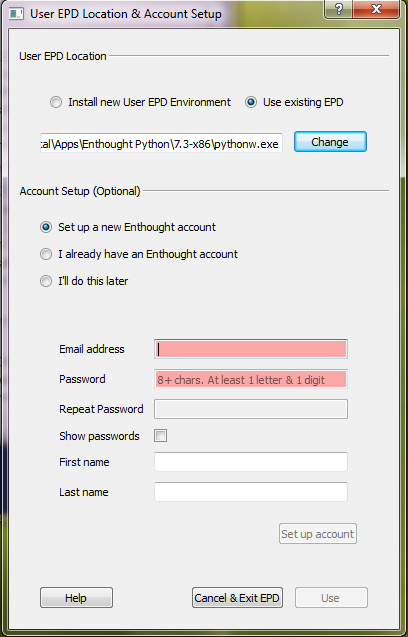 User EPD Location & Account Setup
User EPD Location
Install new User EPD Environment Use existing EPD
tal\Apps\Enthought Python\7.3-x86\pythonw.exe Change
Account Setup (Optional)
Set up a new Enthought account
I already have an Enthought account
I'll do this later
Email address
Password 8+ chars. At least 1 letter & 1 digit
Repeat Password
Show passwords
First name
Last name
Set up account
Help Cancel & Exit EPD Use